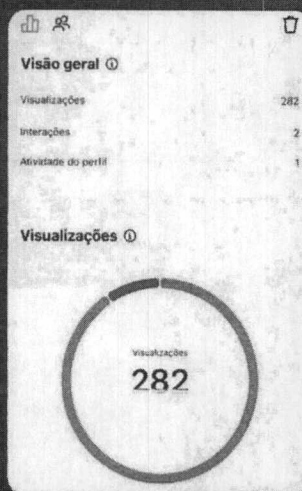 Visão geral
Visualizações 282
Interações 2
Atividade do perfil 1
Visualizações
Visualizações
282